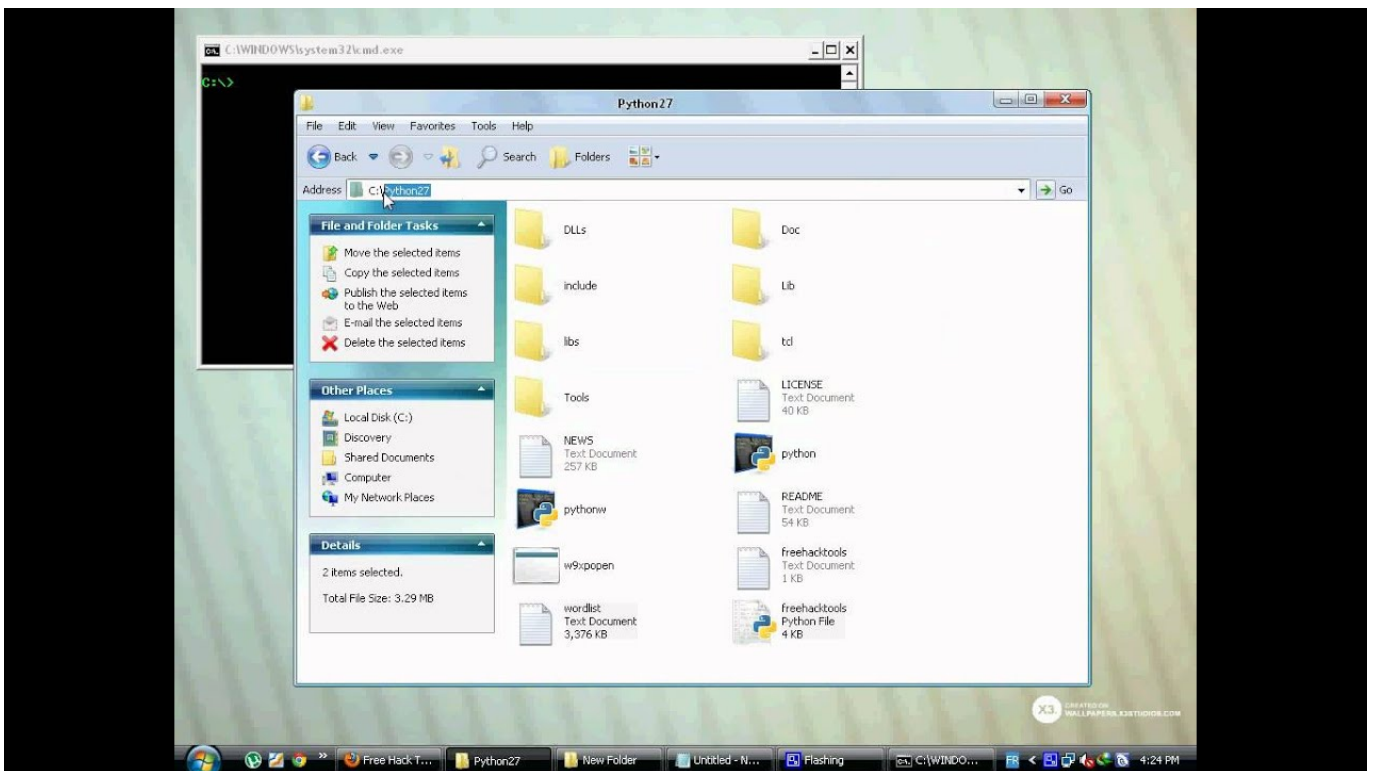 C:\WINDOWS\system32\cmd.exe
C:\>
Python27
File Edit View Favorites Tools Help
Back Search Folders
Address C:\Python27 Go
File and Folder Tasks
Move the selected items
Copy the selected items
Publish the selected items
to the Web
E-mail the selected items
Delete the selected items
Other Places
Local Disk (C:)
Discovery
Shared Documents
Computer
My Network Places
Details
2 items selected.
Total File Size: 3.29 MB
DLLs
Doc
include
Lib
libs
tcl
Tools
LICENSE
Text Document
40 KB
NEWS
Text Document
257 KB
python
pythonw
README
Text Document
54 KB
w9xpopen
freehacktools
Text Document
1 KB
wordlist
Text Document
3,376 KB
freehacktools
Python File
4 KB
X3
CREATED ON
WALLPAPERS.X3STUDIOS.COM
Free Hack T... Python27 New Folder Untitled - N... Flashing C:\WINDO... FR 4:24 PM